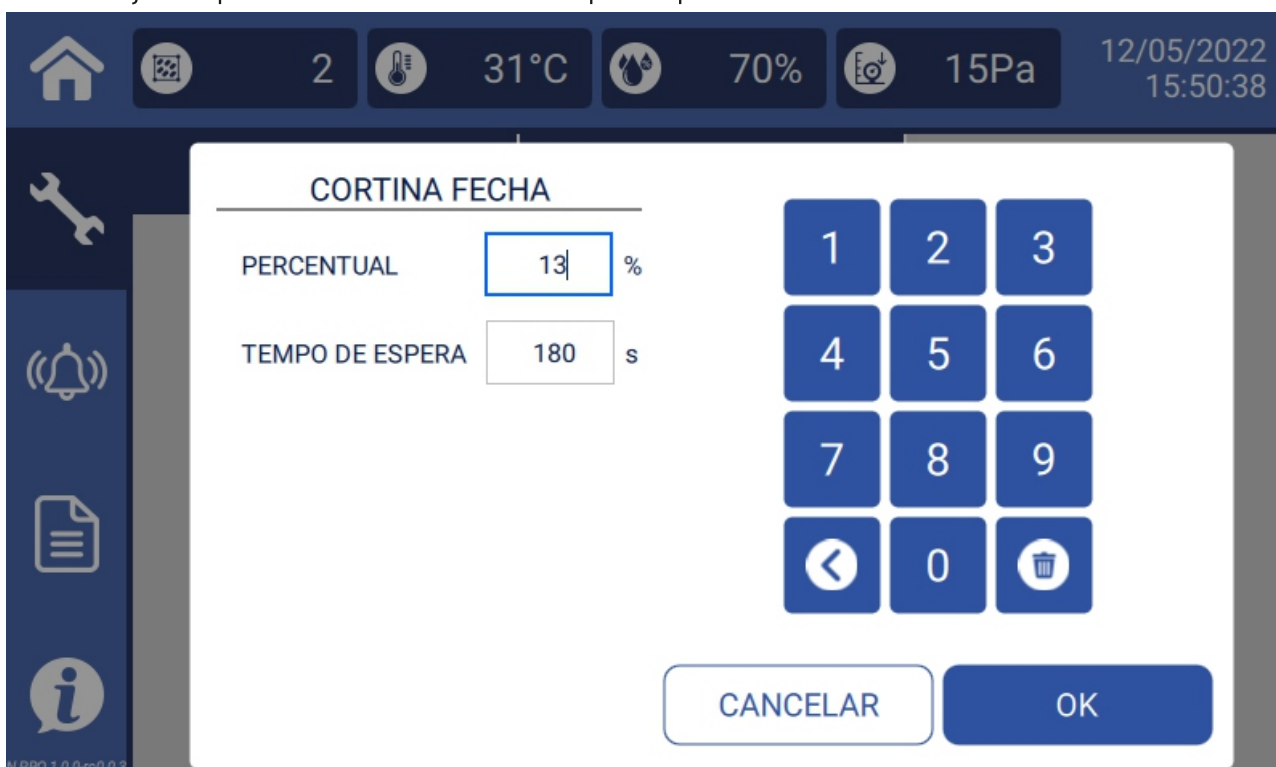 2
31°C
70%
15Pa
12/05/2022
15:50:38
CORTINA FECHA
PERCENTUAL 13 %
TEMPO DE ESPERA 180 s
1 2 3
4 5 6
7 8 9
0
CANCELAR OK